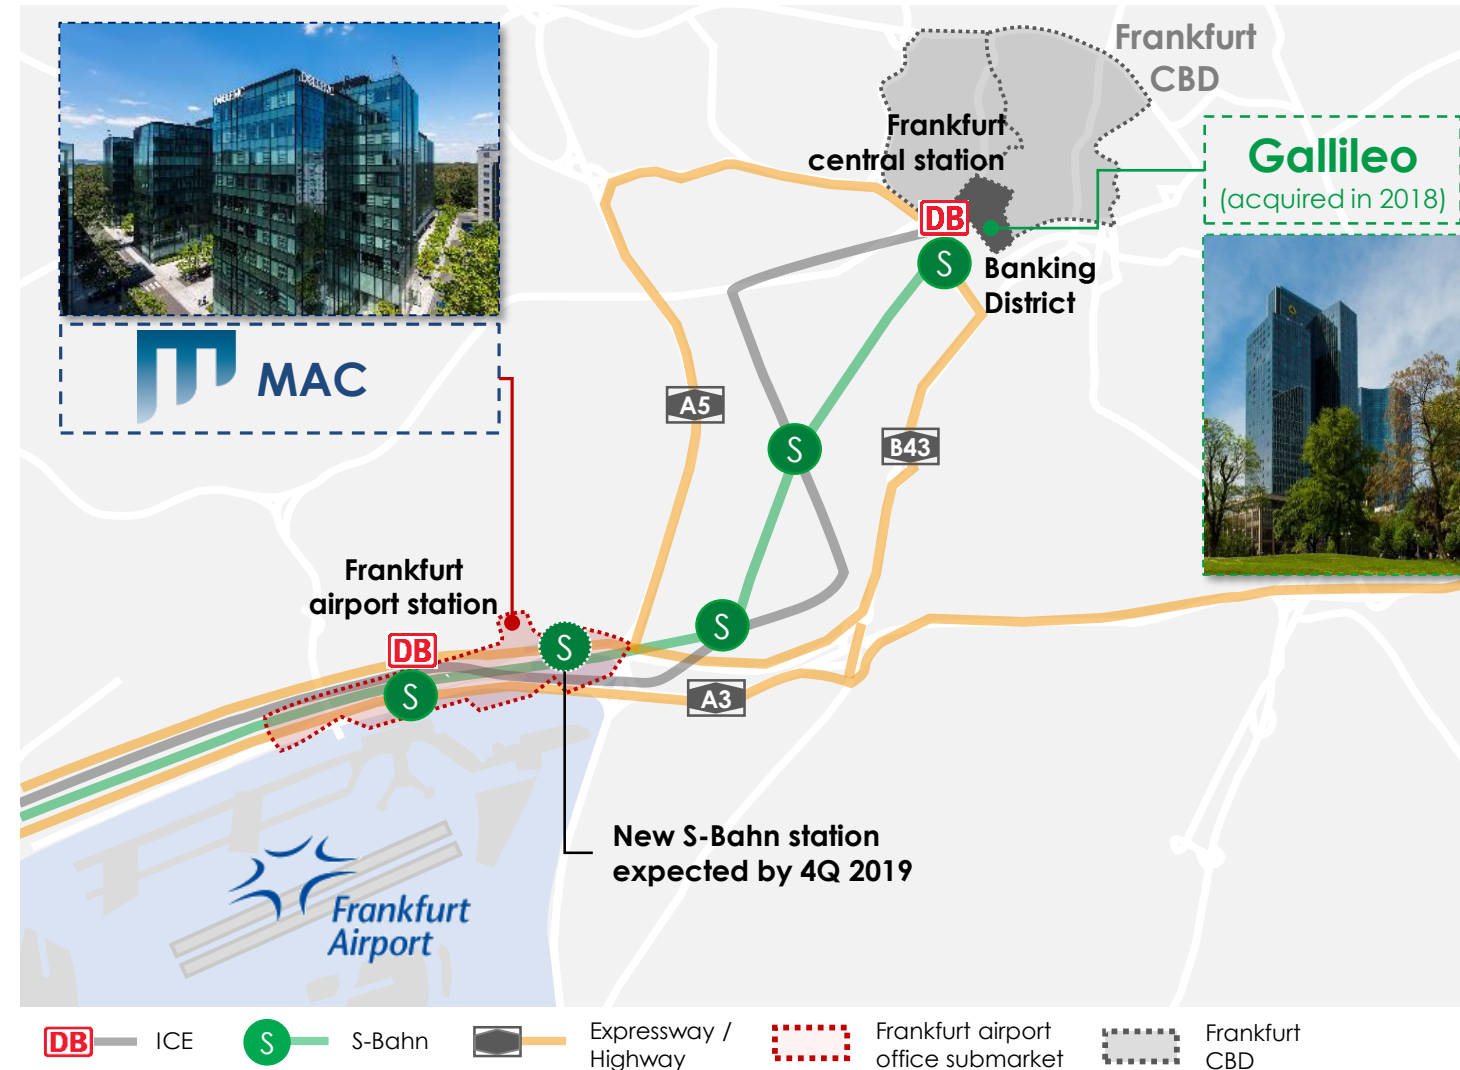 Frankfurt
CBD
Frankfurt
central station
Gallileo
(acquired in 2018)
DB
S
Banking
District
MAC
A5
S
B43
Frankfurt
airport station
S
S
DB
S
A3
New S-Bahn station
expected by 4Q 2019
Frankfurt
Airport
DB
ICE
S
S-Bahn
Expressway /
Highway
Frankfurt airport
office submarket
Frankfurt
CBD